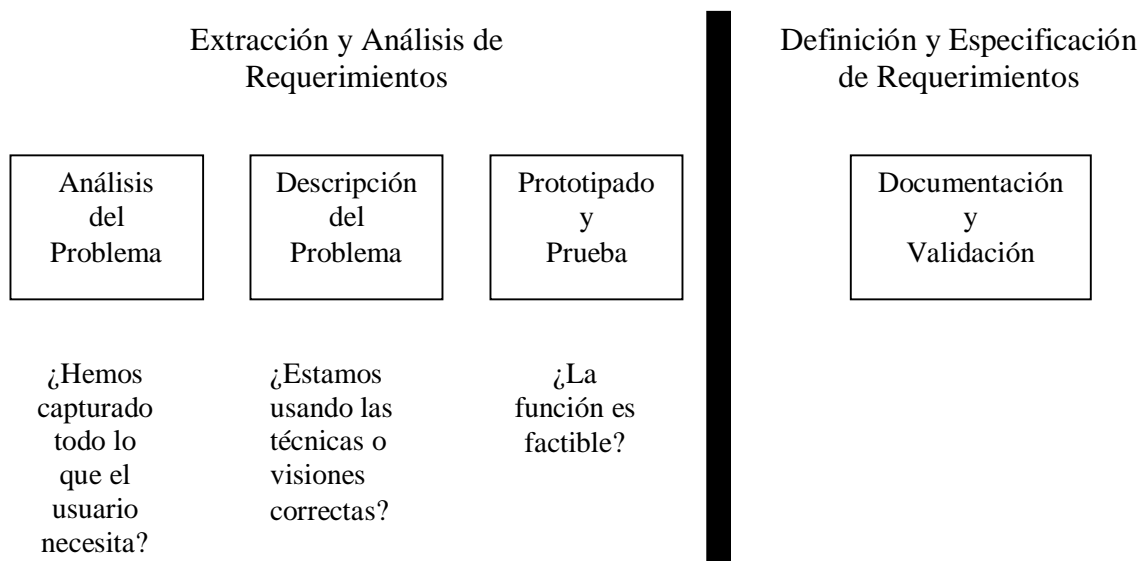 Extracción y Análisis de
Requerimientos
Definición y Especificación
de Requerimientos
Análisis
del
Problema
Descripción
del
Problema
Prototipado
y
Prueba
Documentación
y
Validación
¿Hemos
capturado
todo lo
que el
usuario
necesita?
¿Estamos
usando las
técnicas o
visiones
correctas?
¿La
función es
factible?